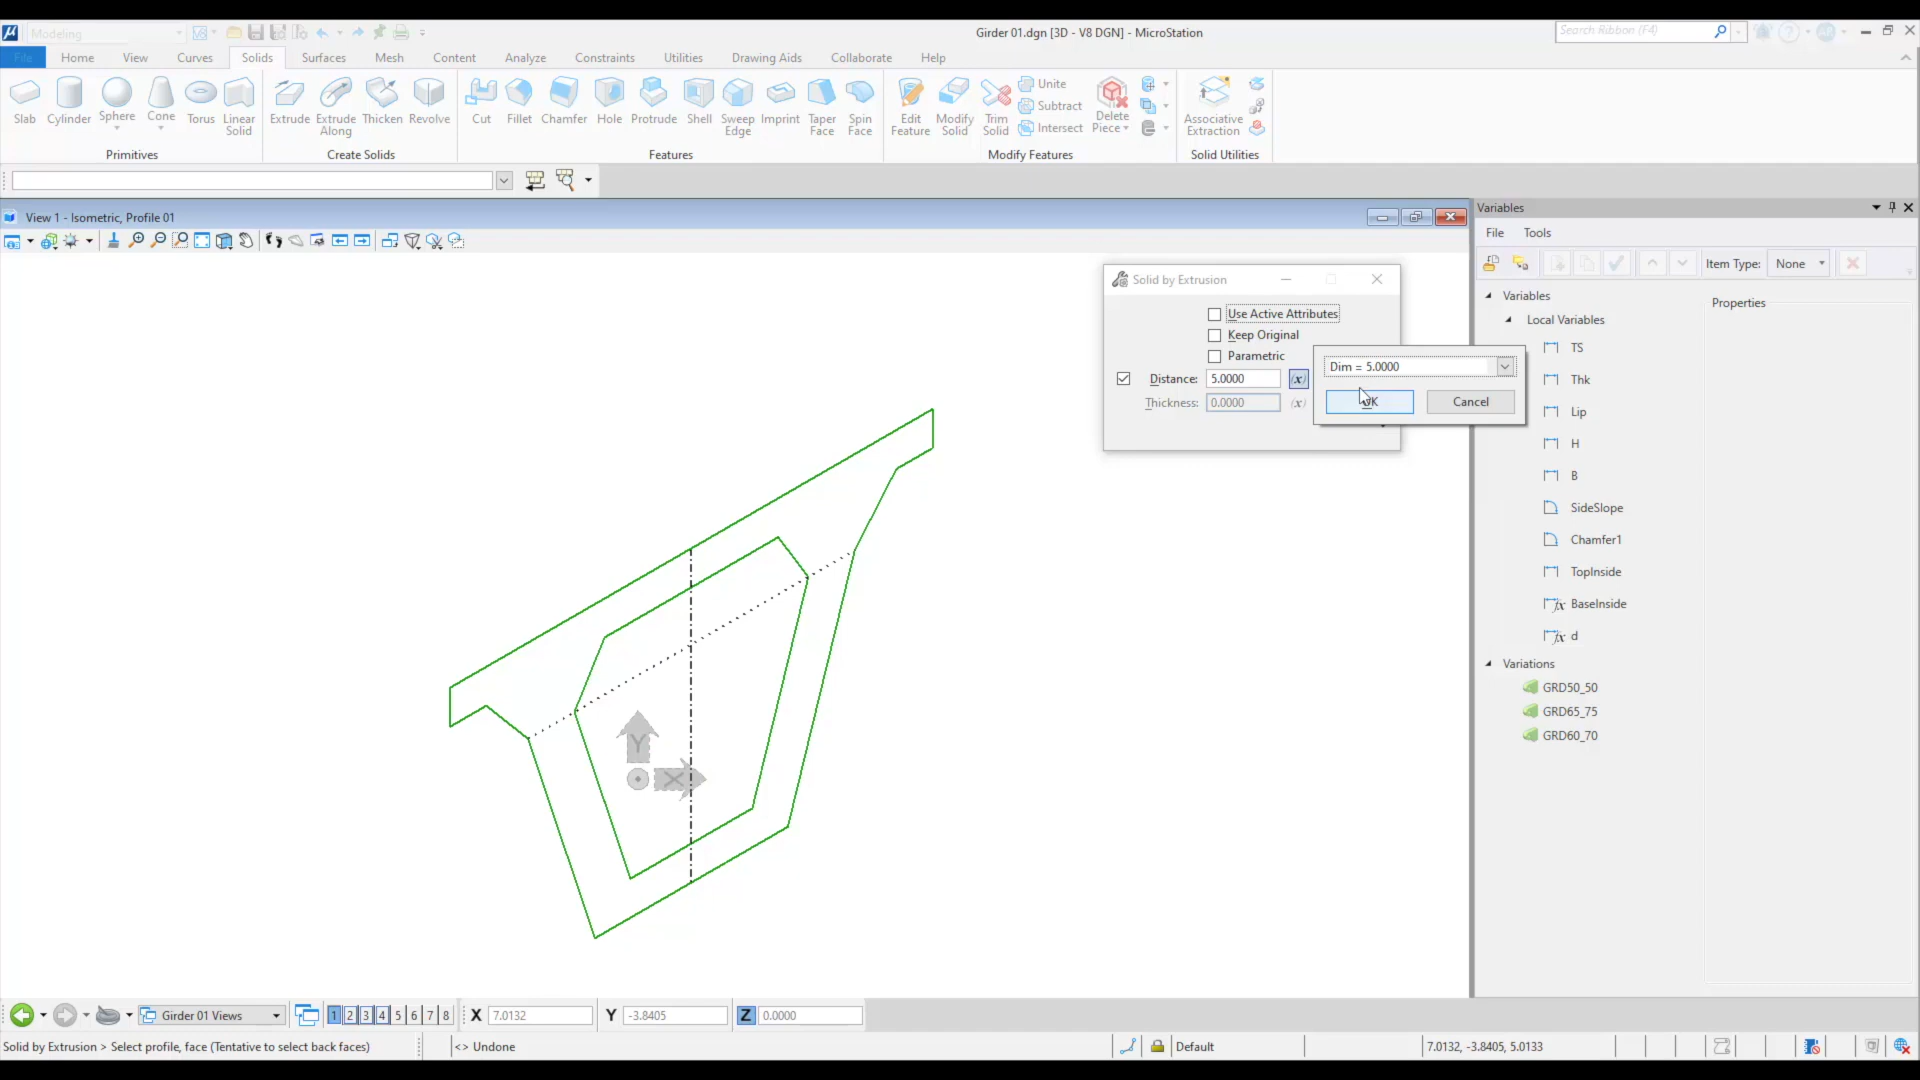 Modeling
Girder 01.dgn [3D - V8 DGN] - MicroStation
Search Ribbon (F4)
File Home View Curves Solids Surfaces Mesh Content Analyze Constraints Utilities Drawing Aids Collaborate Help
Slab Cylinder Sphere Cone Torus Linear Solid
Primitives
Extrude Extrude Along Thicken Revolve
Create Solids
Cut Fillet Chamfer Hole Protrude Shell Sweep Edge Imprint Taper Face Spin Face
Features
Edit Feature Modify Solid Trim Solid Unite Subtract Intersect Delete Piece
Modify Features
Associative Extraction
Solid Utilities
View 1 - Isometric, Profile 01
Solid by Extrusion
Use Active Attributes
Keep Original
Parametric
Distance: 5.0000 (x)
Thickness: 0.0000 (x)
Dim = 5.0000
OK Cancel
Y
X
Variables
File Tools
Item Type: None
Variables
Local Variables
TS
Thk
Lip
H
B
SideSlope
Chamfer1
TopInside
BaseInside
d
Variations
GRD50_50
GRD65_75
GRD60_70
Properties
Girder 01 Views 1 2 3 4 5 6 7 8 X 7.0132 Y -3.8405 Z 0.0000
Solid by Extrusion > Select profile, face (Tentative to select back faces) <> Undone Default 7.0132, -3.8405, 5.0133